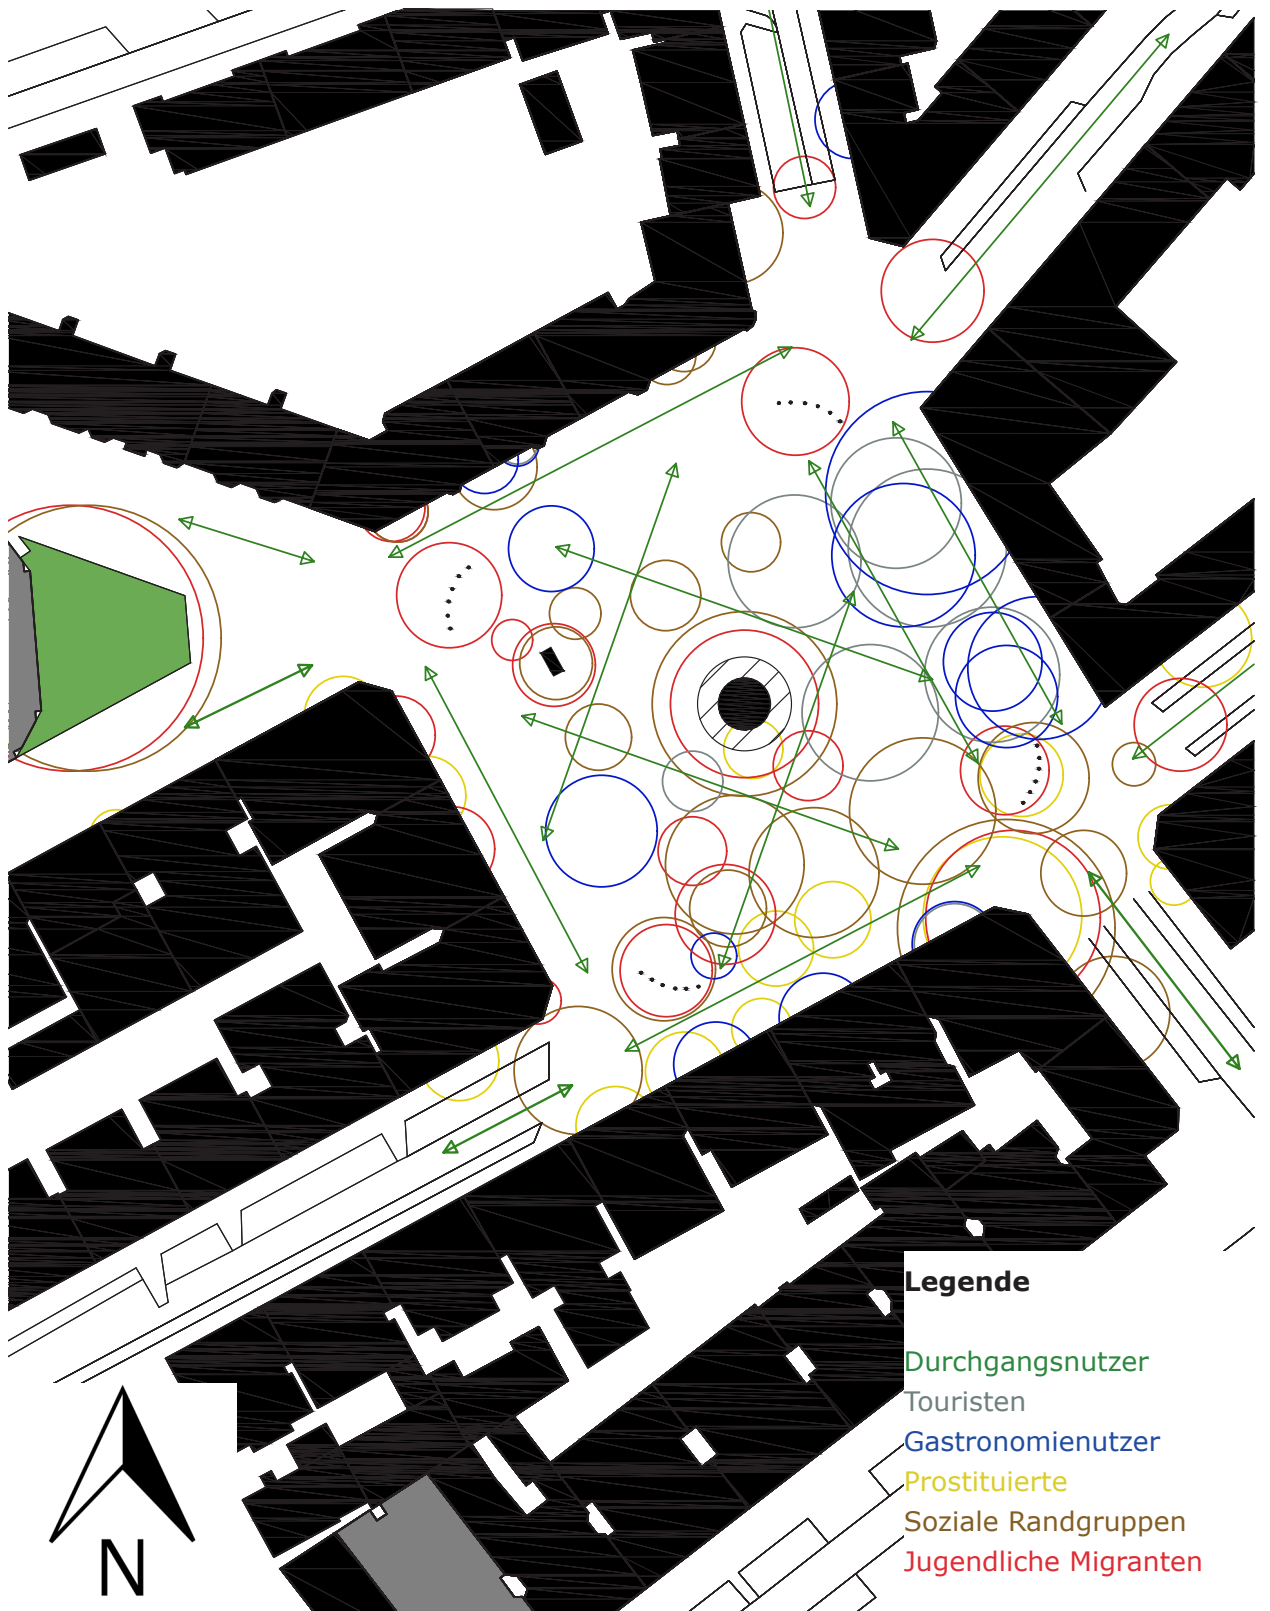 Legende
Durchgangsnutzer
Touristen
Gastronomienutzer
Prostituierte
Soziale Randgruppen
Jugendliche Migranten
N